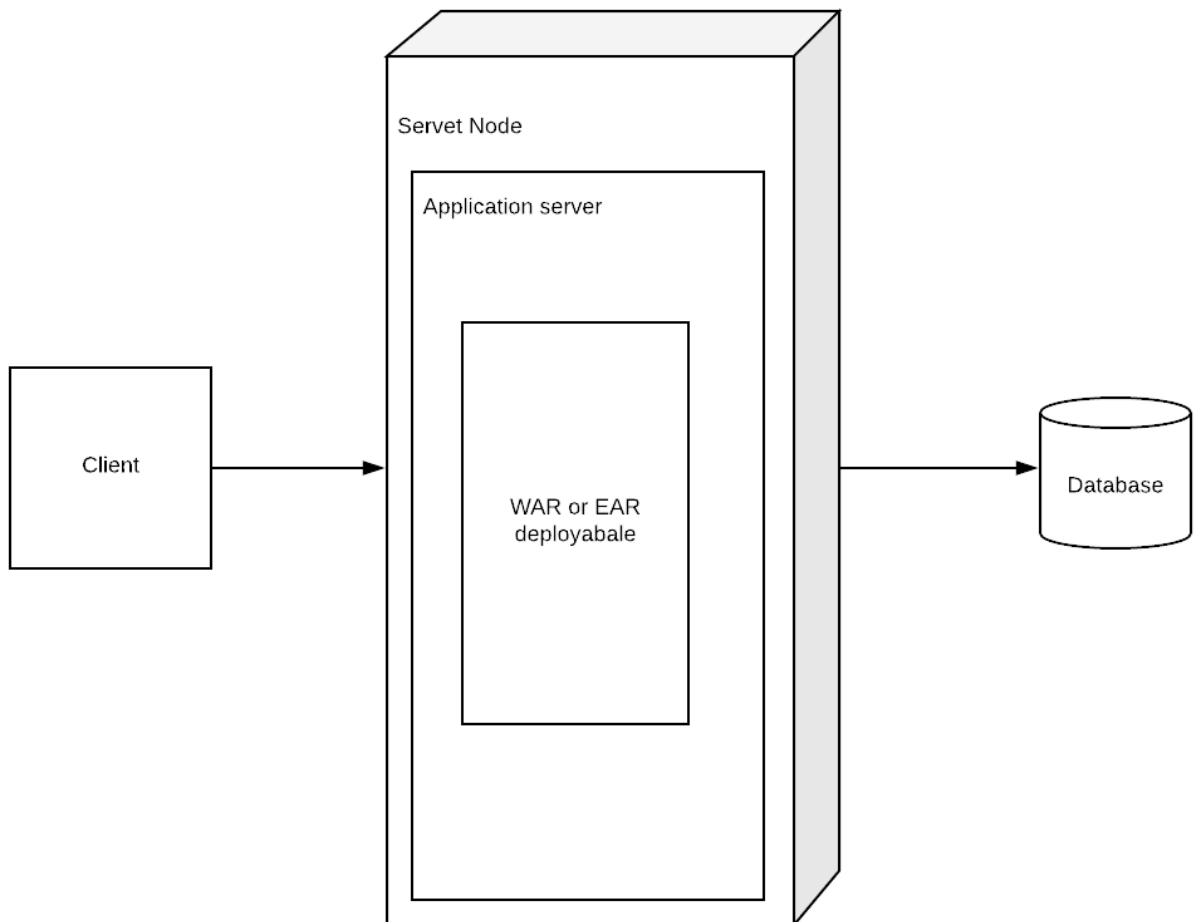 Servet Node
Application server
Client
WAR or EAR
deployabale
Database